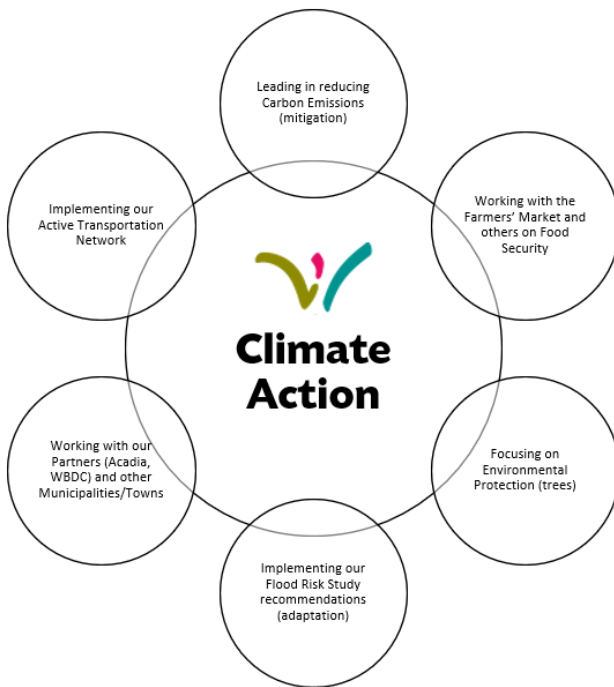 Leading in reducing
Carbon Emissions
(mitigation)
Implementing our
Active Transportation
Network
Working with the
Farmers' Market and
others on Food
Security
Climate
Action
Working with our
Partners (Acadia,
WBDC) and other
Municipalities/Towns
Focusing on
Environmental
Protection (trees)
Implementing our
Flood Risk Study
recommendations
(adaptation)